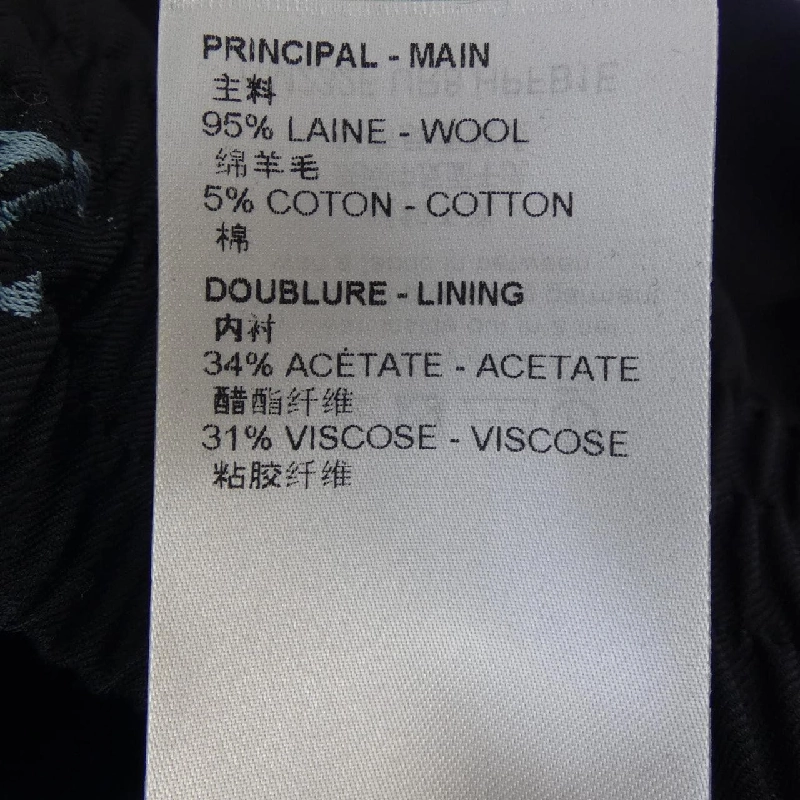 PRINCIPAL - MAIN
主料
95% LAINE - WOOL
绵羊毛
5% COTON - COTTON
棉
DOUBLURE - LINING
内衬
34% ACÉTATE - ACETATE
醋酯纤维
31% VISCOSE - VISCOSE
粘胶纤维